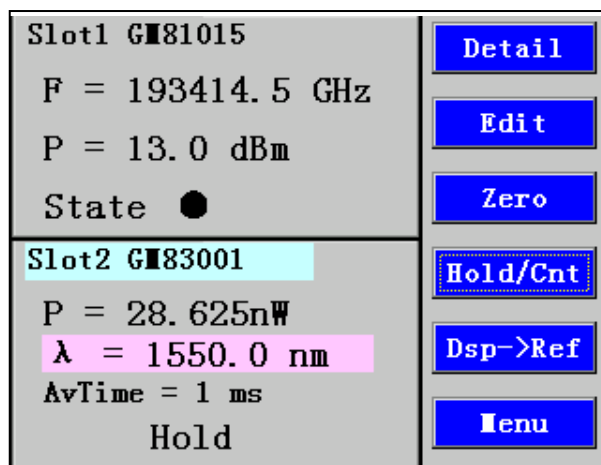 Slot1 GM81015
F = 193414.5 GHz
P = 13.0 dBm
State
Slot2 GM83001
P = 28.625nW
λ = 1550.0 nm
AvTime = 1 ms
Hold
Detail
Edit
Zero
Hold/Cnt
Dsp->Ref
Menu